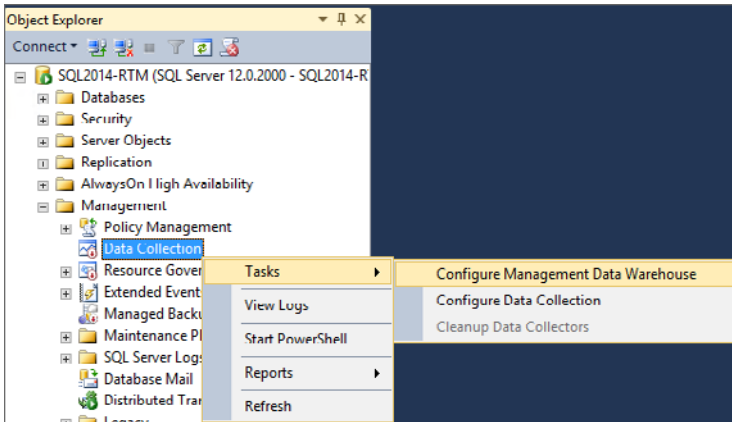 Object Explorer
Connect
SQL2014-RTM (SQL Server 12.0.2000 - SQL2014-R
Databases
Security
Server Objects
Replication
AlwaysOn High Availability
Management
Policy Management
Data Collection
Resource Gover
Extended Event
Managed Backu
Maintenance Pl
SQL Server Logs
Database Mail
Distributed Tran
Legacy
Tasks
View Logs
Start PowerShell
Reports
Refresh
Configure Management Data Warehouse
Configure Data Collection
Cleanup Data Collectors